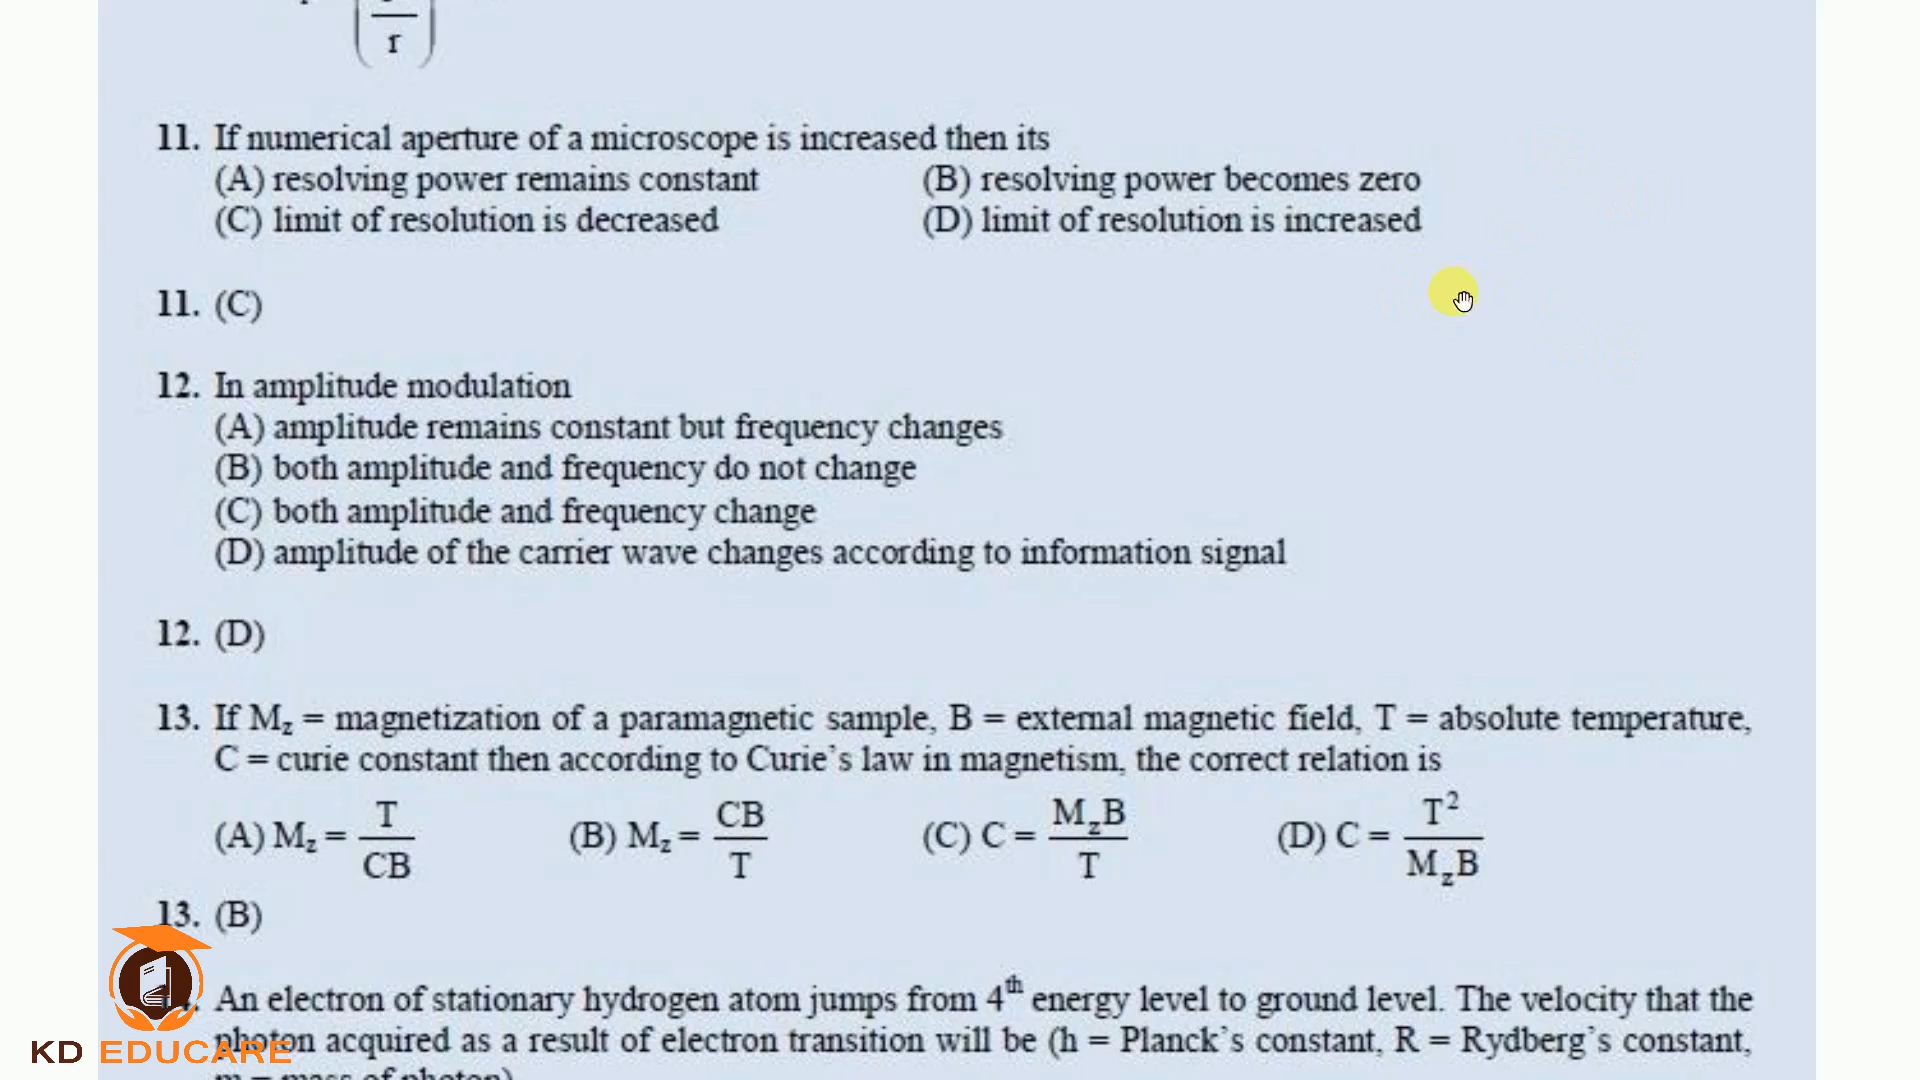 r
11. If numerical aperture of a microscope is increased then its
(A) resolving power remains constant (B) resolving power becomes zero
(C) limit of resolution is decreased (D) limit of resolution is increased
11. (C)
12. In amplitude modulation
(A) amplitude remains constant but frequency changes
(B) both amplitude and frequency do not change
(C) both amplitude and frequency change
(D) amplitude of the carrier wave changes according to information signal
12. (D)
13. If M_z = magnetization of a paramagnetic sample, B = external magnetic field, T = absolute temperature,
C = curie constant then according to Curie's law in magnetism, the correct relation is
(A) M_z = T/CB (B) M_z = CB/T (C) C = M_zB/T (D) C = T²/M_zB
13. (B)
An electron of stationary hydrogen atom jumps from 4th energy level to ground level. The velocity that the
photon acquired as a result of electron transition will be (h = Planck's constant, R = Rydberg's constant,
m = mass of photon)
KD EDUCARE